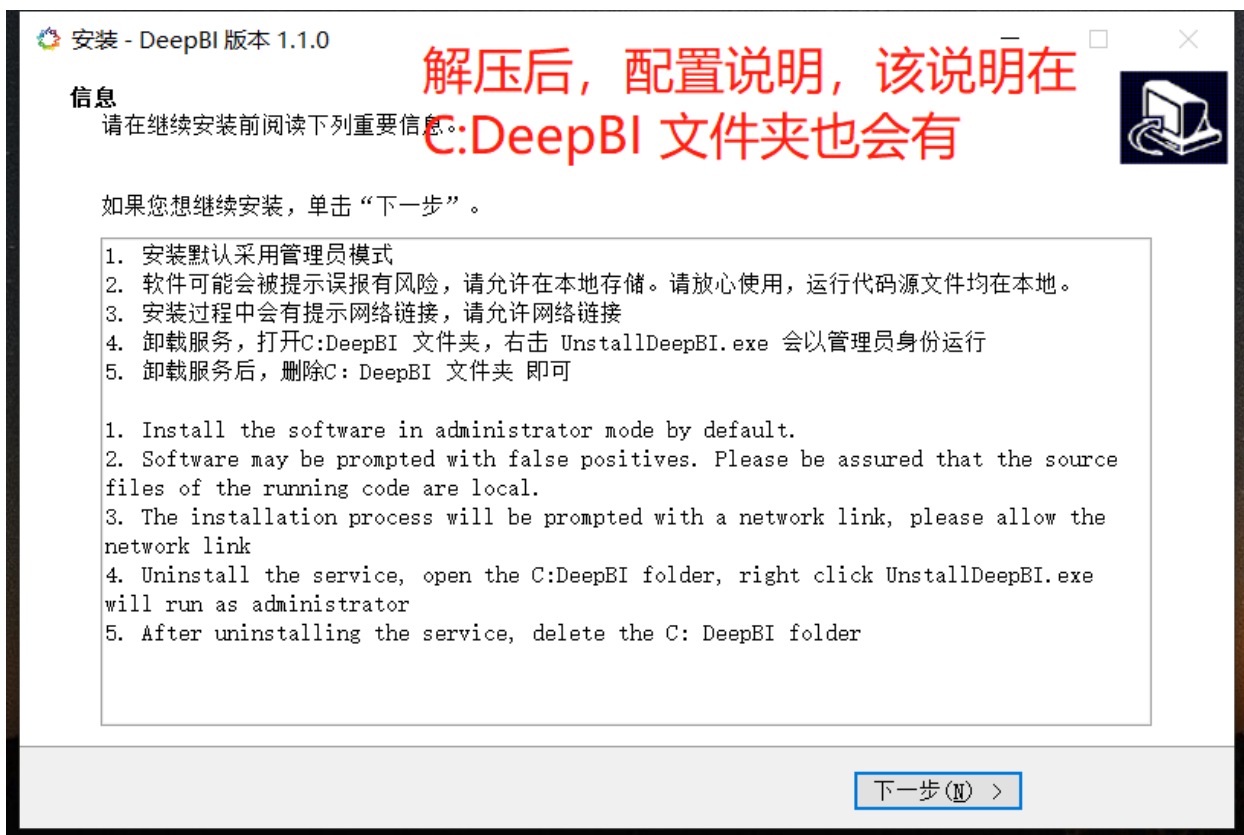 安装 - DeepBI 版本 1.1.0
解压后，配置说明，该说明在
C:DeepBI 文件夹也会有
信息
请在继续安装前阅读下列重要信息。
如果您想继续安装，单击“下一步”。
1. 安装默认采用管理员模式
2. 软件可能会被提示误报有风险，请允许在本地存储。请放心使用，运行代码源文件均在本地。
3. 安装过程中会有提示网络链接，请允许网络链接
4. 卸载服务，打开C:DeepBI 文件夹，右击 UnstallDeepBI.exe 会以管理员身份运行
5. 卸载服务后，删除C: DeepBI 文件夹 即可
1. Install the software in administrator mode by default.
2. Software may be prompted with false positives. Please be assured that the source
files of the running code are local.
3. The installation process will be prompted with a network link, please allow the
network link
4. Uninstall the service, open the C:DeepBI folder, right click UnstallDeepBI.exe
will run as administrator
5. After uninstalling the service, delete the C: DeepBI folder
下一步(N) >